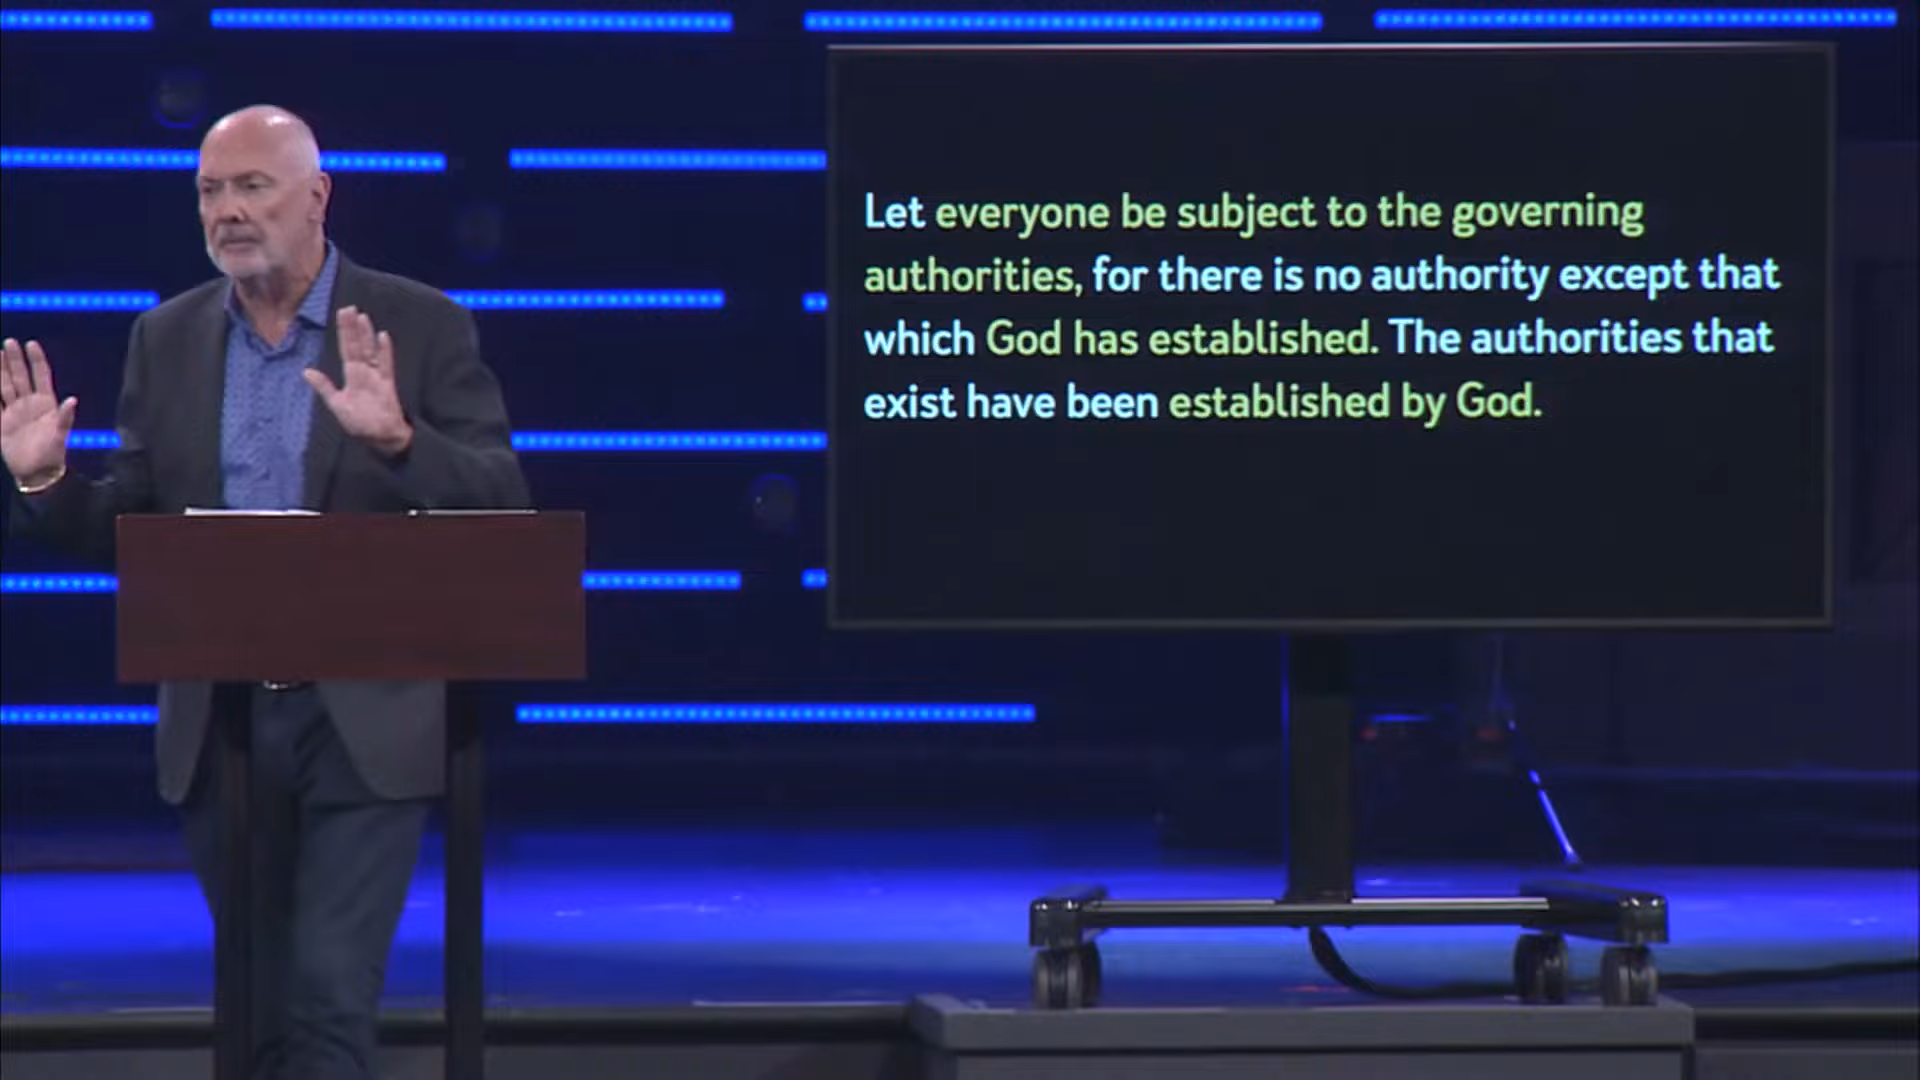 Let everyone be subject to the governing
authorities, for there is no authority except that
which God has established. The authorities that
exist have been established by God.